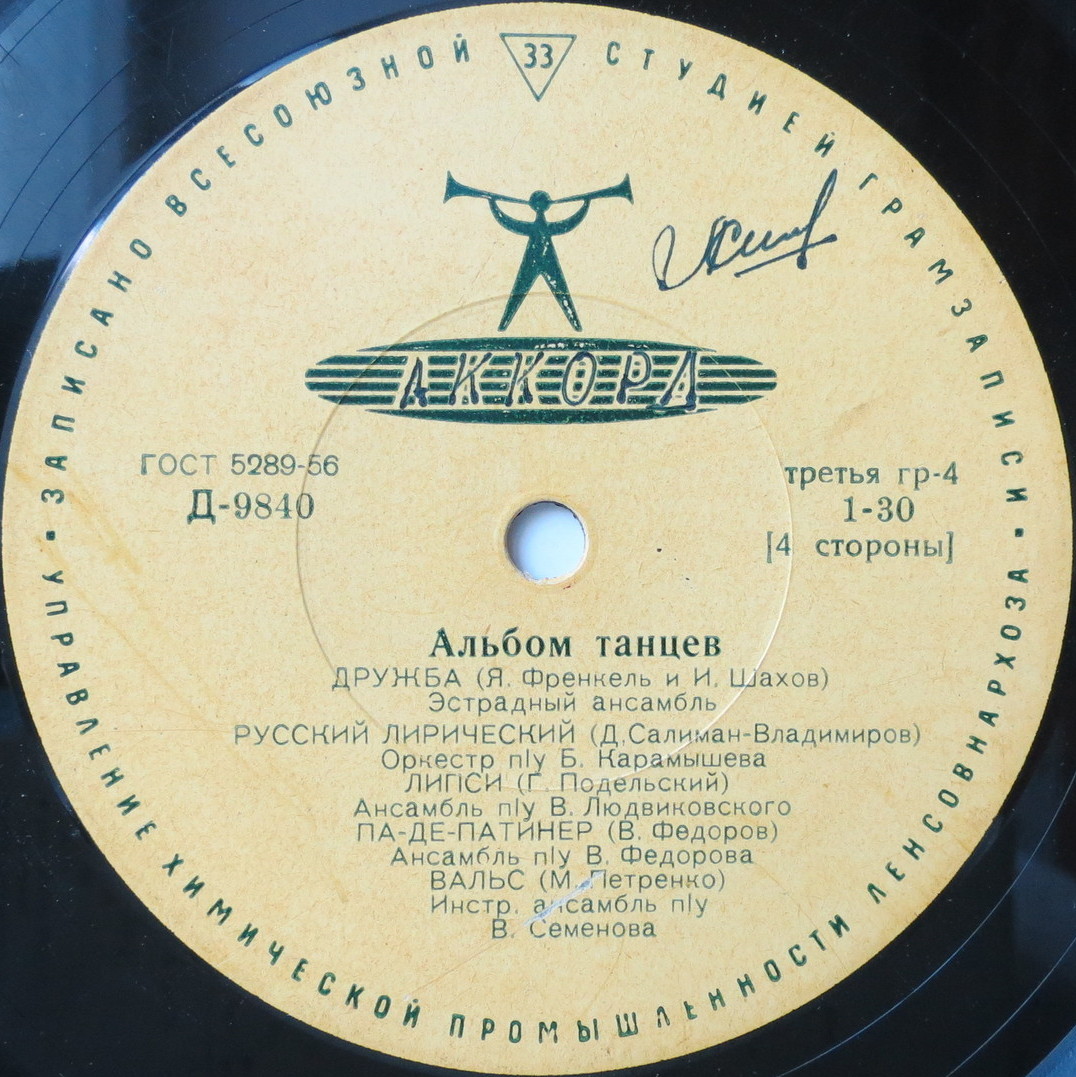 ЗАПИСАНО ВСЕСОЮЗНОЙ СТУДИЕЙ ГРАМЗАПИСИ
33
АККОРД
ГОСТ 5289-56
Д-9840
третья гр-4
1-30
[4 стороны]
Альбом танцев
ДРУЖБА (Я. Френкель и И. Шахов)
Эстрадный ансамбль
РУССКИЙ ЛИРИЧЕСКИЙ (Д. Салиман-Владимиров)
Оркестр п/у Б. Карамышева
ЛИПСИ (Г. Подельский)
Ансамбль п/у В. Людвиковского
ПА-ДЕ-ПАТИНЕР (В. Федоров)
Ансамбль п/у В. Федорова
ВАЛЬС (М. Петренко)
Инстр. ансамбль п/у
В. Семенова
УПРАВЛЕНИЕ ХИМИЧЕСКОЙ ПРОМЫШЛЕННОСТИ ЛЕНСОВНАРХОЗА